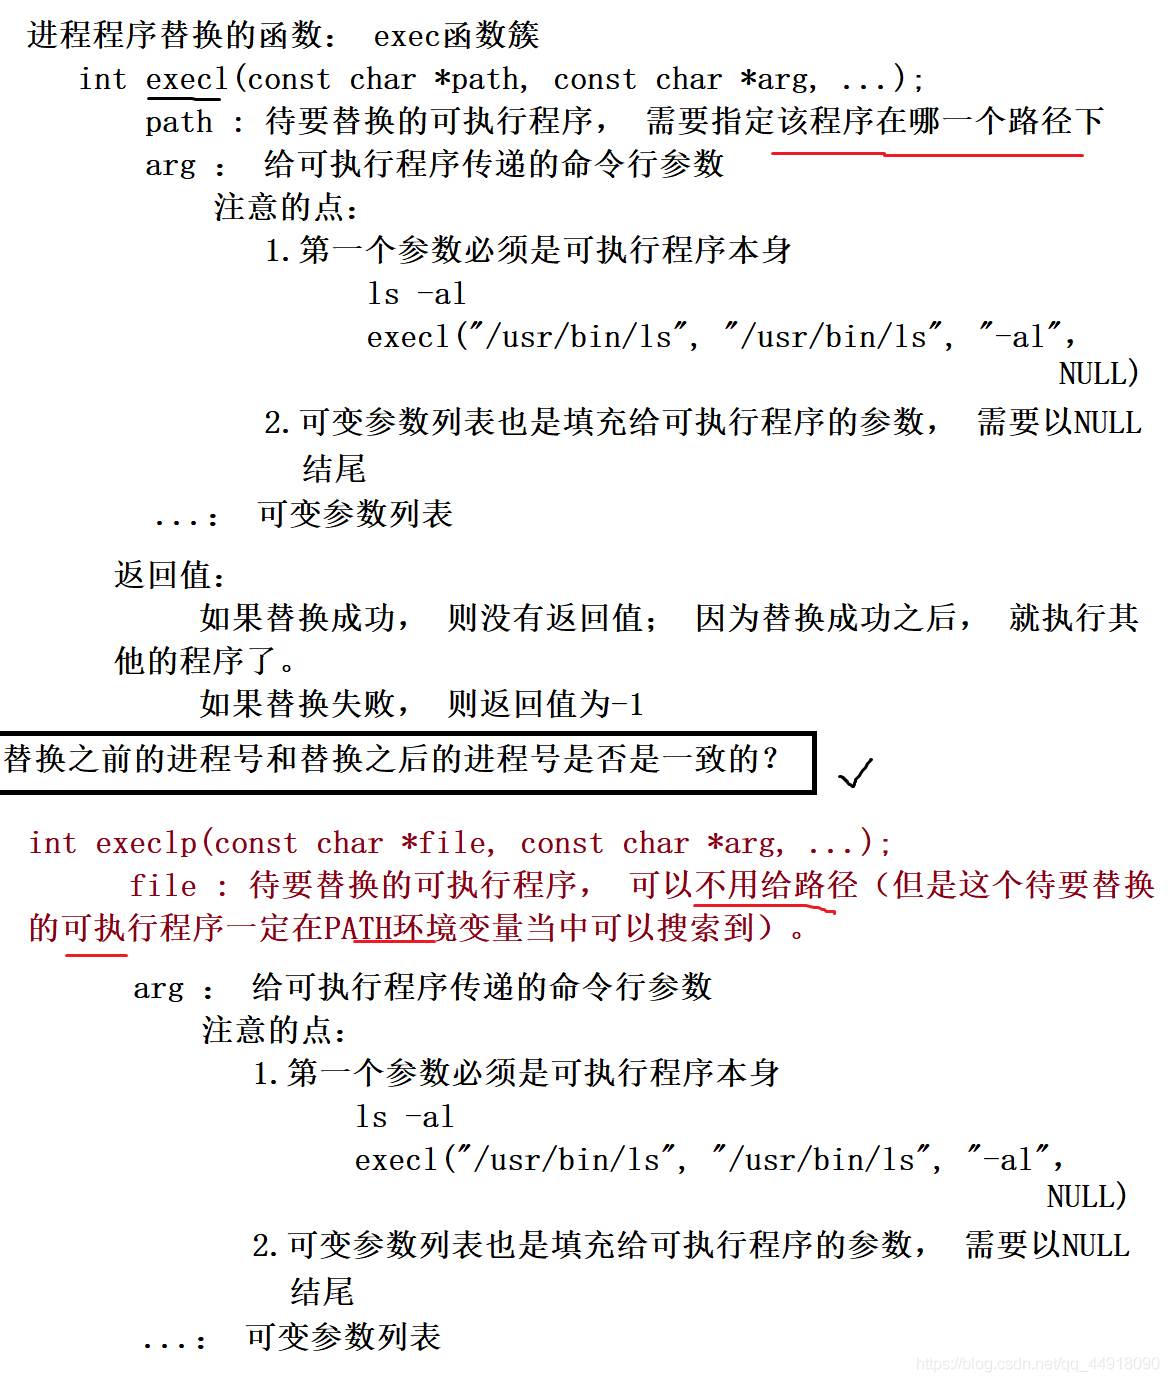 进程程序替换的函数： exec函数簇
int execl(const char *path, const char *arg, ...);
path : 待要替换的可执行程序， 需要指定该程序在哪一个路径下
arg ： 给可执行程序传递的命令行参数
注意的点：
1.第一个参数必须是可执行程序本身
ls -al
execl("/usr/bin/ls", "/usr/bin/ls", "-al"，
NULL)
2.可变参数列表也是填充给可执行程序的参数， 需要以NULL
结尾
...： 可变参数列表
返回值：
如果替换成功， 则没有返回值； 因为替换成功之后， 就执行其
他的程序了。
如果替换失败， 则返回值为-1
替换之前的进程号和替换之后的进程号是否是一致的？
int execlp(const char *file, const char *arg, ...);
file : 待要替换的可执行程序， 可以不用给路径（但是这个待要替换
的可执行程序一定在PATH环境变量当中可以搜索到）。
arg ： 给可执行程序传递的命令行参数
注意的点：
1.第一个参数必须是可执行程序本身
ls -al
execl("/usr/bin/ls", "/usr/bin/ls", "-al"，
NULL)
2.可变参数列表也是填充给可执行程序的参数， 需要以NULL
结尾
...： 可变参数列表
https://blog.csdn.net/qq_44918090